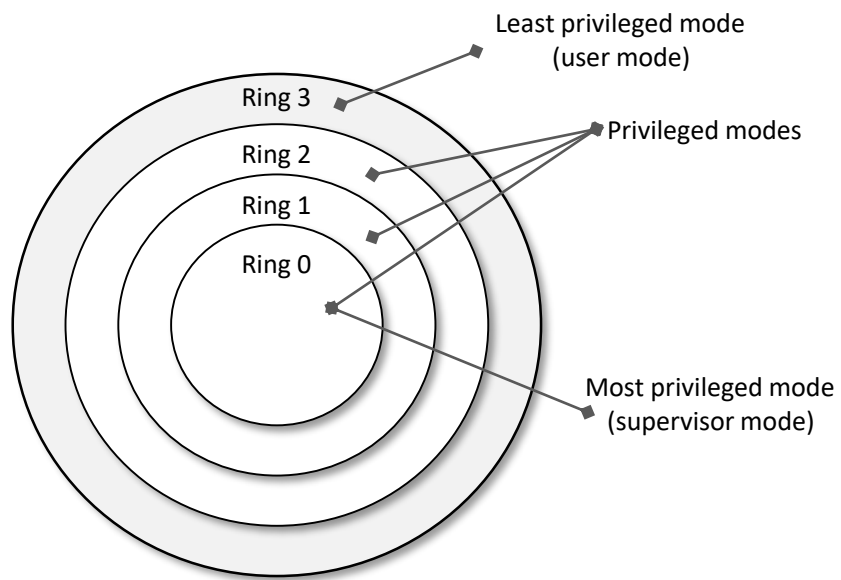 Least privileged mode
(user mode)
Ring 3
Privileged modes
Ring 2
Ring 1
Ring 0
Most privileged mode
(supervisor mode)